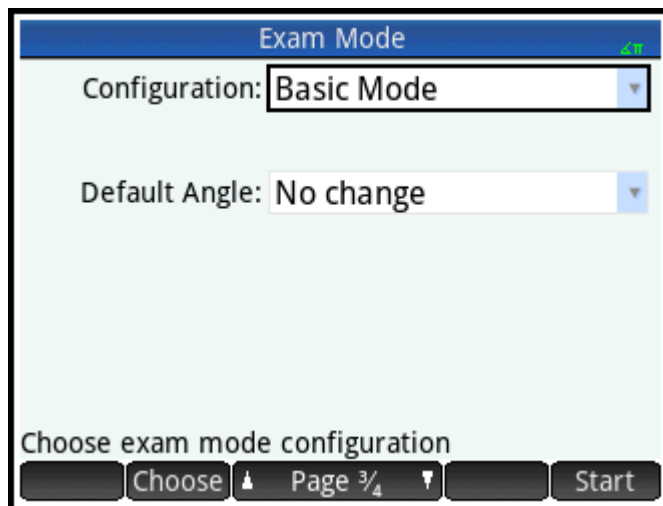 Exam Mode
∡π
Configuration: Basic Mode
Default Angle: No change
Choose exam mode configuration
Choose Page ¾ Start